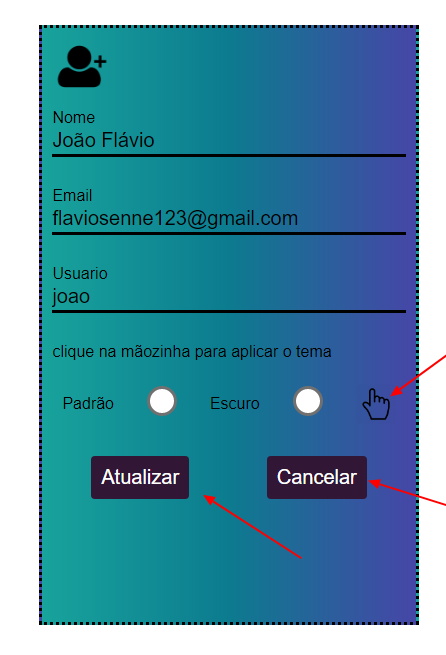 Nome
João Flávio
Email
flaviosenne123@gmail.com
Usuario
joao
clique na mãozinha para aplicar o tema
Padrão Escuro
Atualizar Cancelar